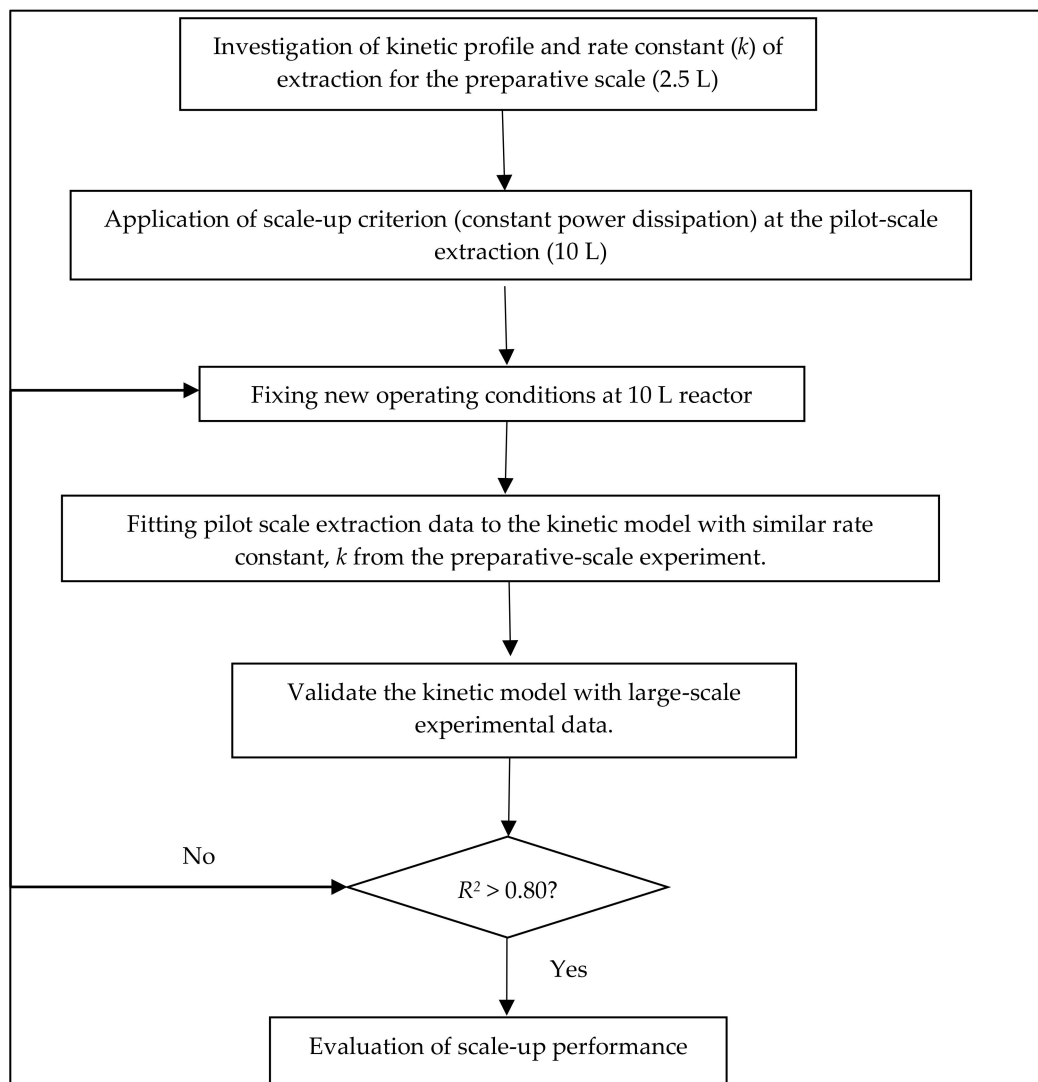 Investigation of kinetic profile and rate constant (k) of
extraction for the preparative scale (2.5 L)
Application of scale-up criterion (constant power dissipation) at the pilot-scale
extraction (10 L)
Fixing new operating conditions at 10 L reactor
Fitting pilot scale extraction data to the kinetic model with similar rate
constant, k from the preparative-scale experiment.
Validate the kinetic model with large-scale
experimental data.
No
R² > 0.80?
Yes
Evaluation of scale-up performance